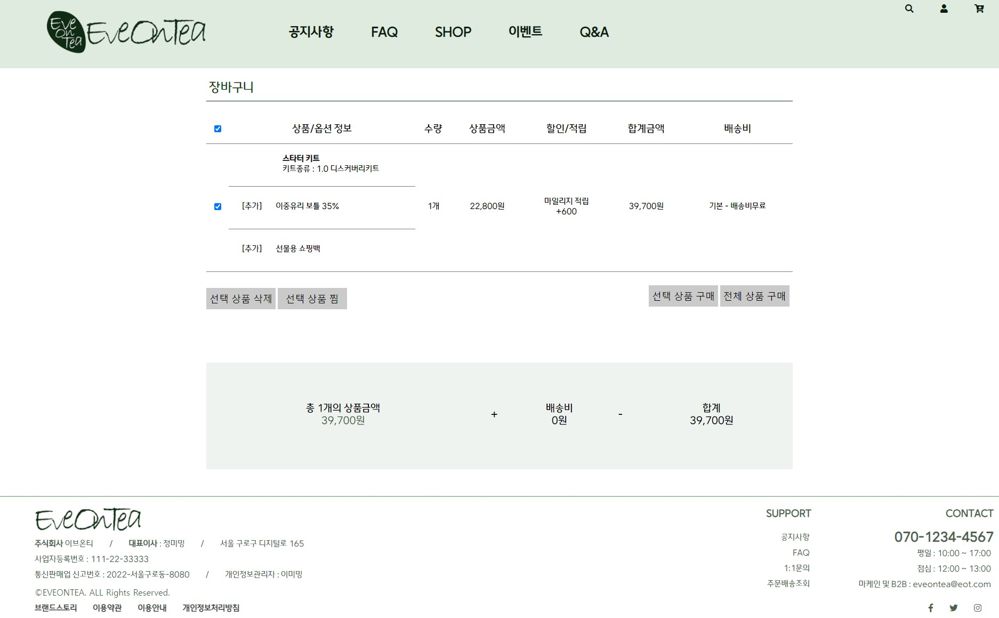 Eve On Tea EveOnTea
공지사항 FAQ SHOP 이벤트 Q&A
장바구니
상품/옵션 정보 수량 상품금액 할인/적립 합계금액 배송비
스타터 키트
키트종류 : 1.0 디스커버리키트
[추가] 이중유리 보틀 35% 1개 22,800원 마일리지 적립 +600 39,700원 기본 - 배송비무료
[추가] 선물용 쇼핑백
선택 상품 삭제 선택 상품 찜 선택 상품 구매 전체 상품 구매
총 1개의 상품금액 + 배송비 - 합계
39,700원 0원 39,700원
EveOnTea
주식회사 이브온티 / 대표이사 : 정미밍 / 서울 구로구 디지털로 165
사업자등록번호 : 111-22-33333
통신판매업 신고번호 : 2022-서울구로동-8080 / 개인정보관리자 : 이미밍
©EVEONTEA. ALL Rights Reserved.
브랜드스토리 이용약관 이용안내 개인정보처리방침
SUPPORT
공지사항
FAQ
1:1문의
주문배송조회
CONTACT
070-1234-4567
평일 : 10:00 ~ 17:00
점심 : 12:00 ~ 13:00
마케인 및 B2B : eveontea@eot.com